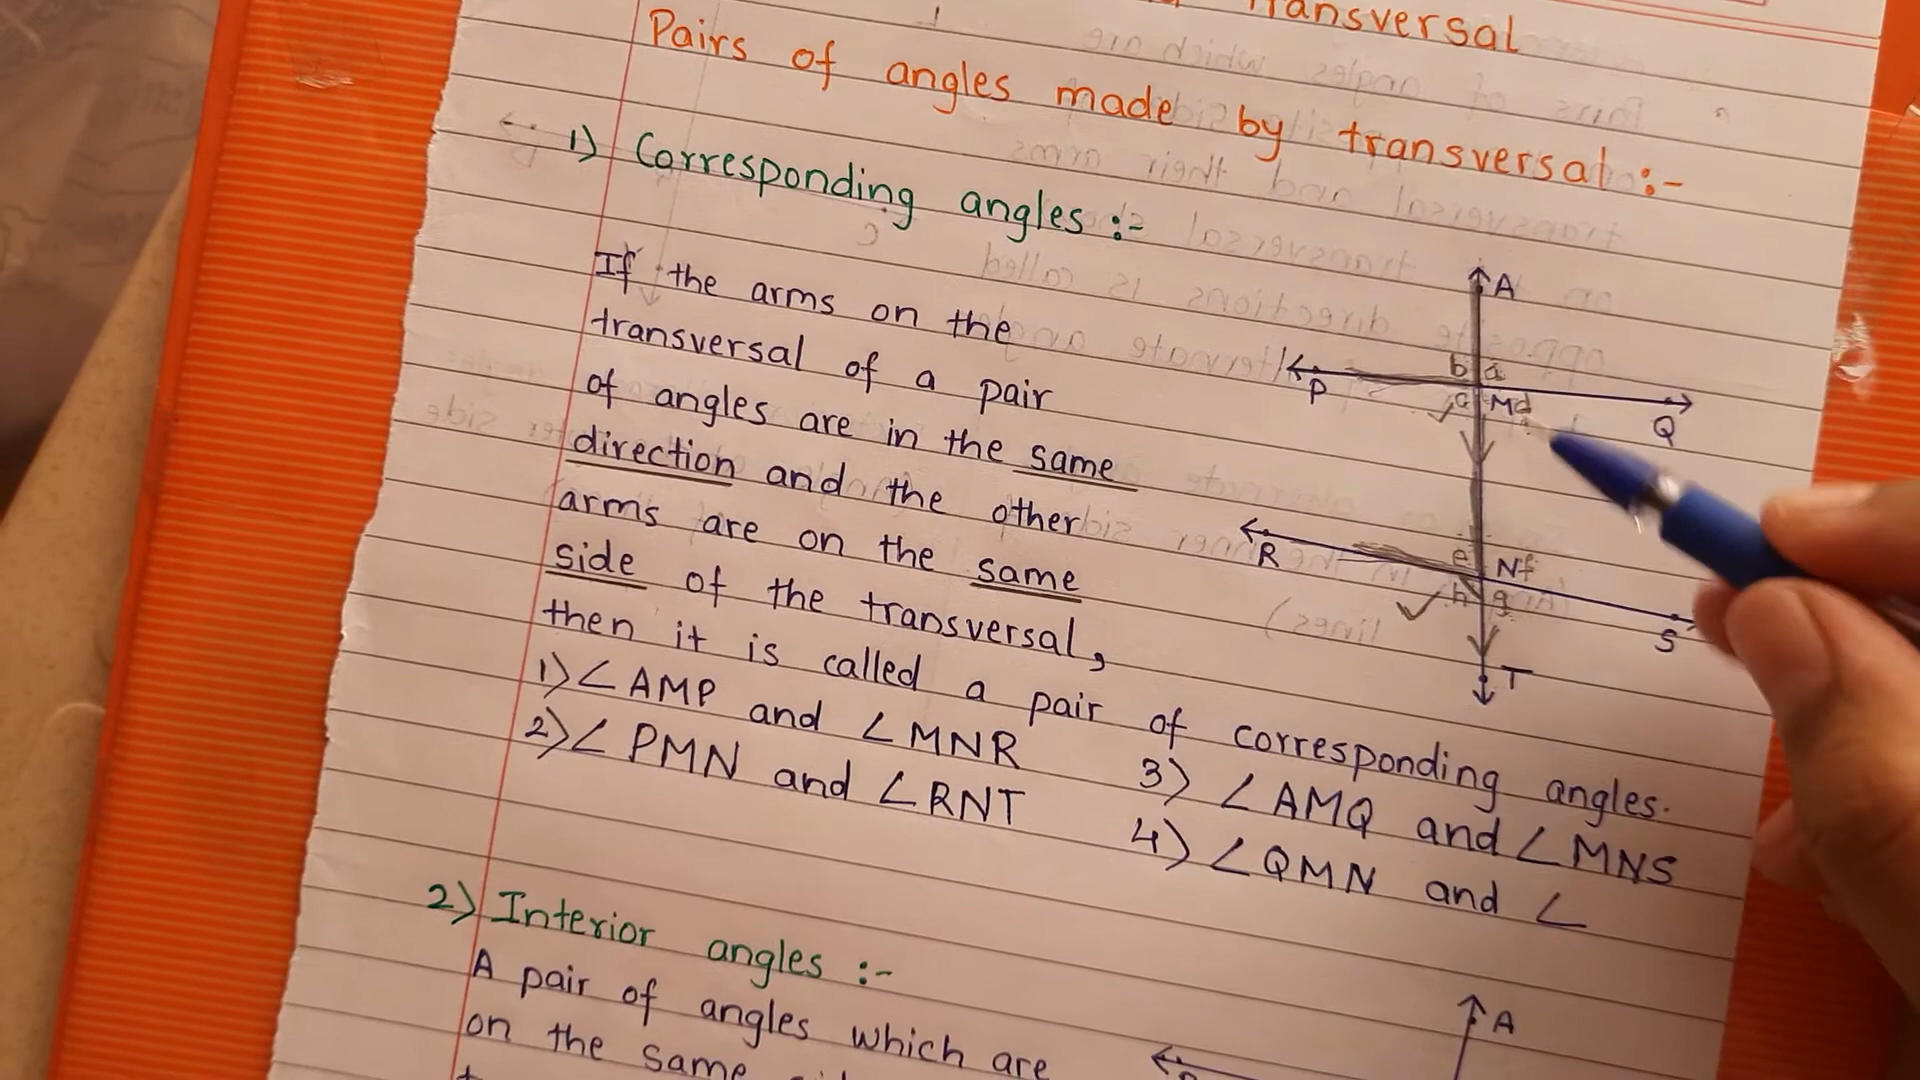 Transversal
Pairs of angles made by transversal :-
1) Corresponding angles :-
If the arms on the
transversal of a pair
of angles are in the same
direction and the other
arms are on the same
side of the transversal,
then it is called a pair of corresponding angles.
1) ∠AMP and ∠MNR
2) ∠PMN and ∠RNT
3) ∠AMQ and ∠MNS
4) ∠QMN and ∠
A
b a
P
c M d
Q
R
e N f
h g
S
T
2) Interior angles :-
A pair of angles which are
on the same
A